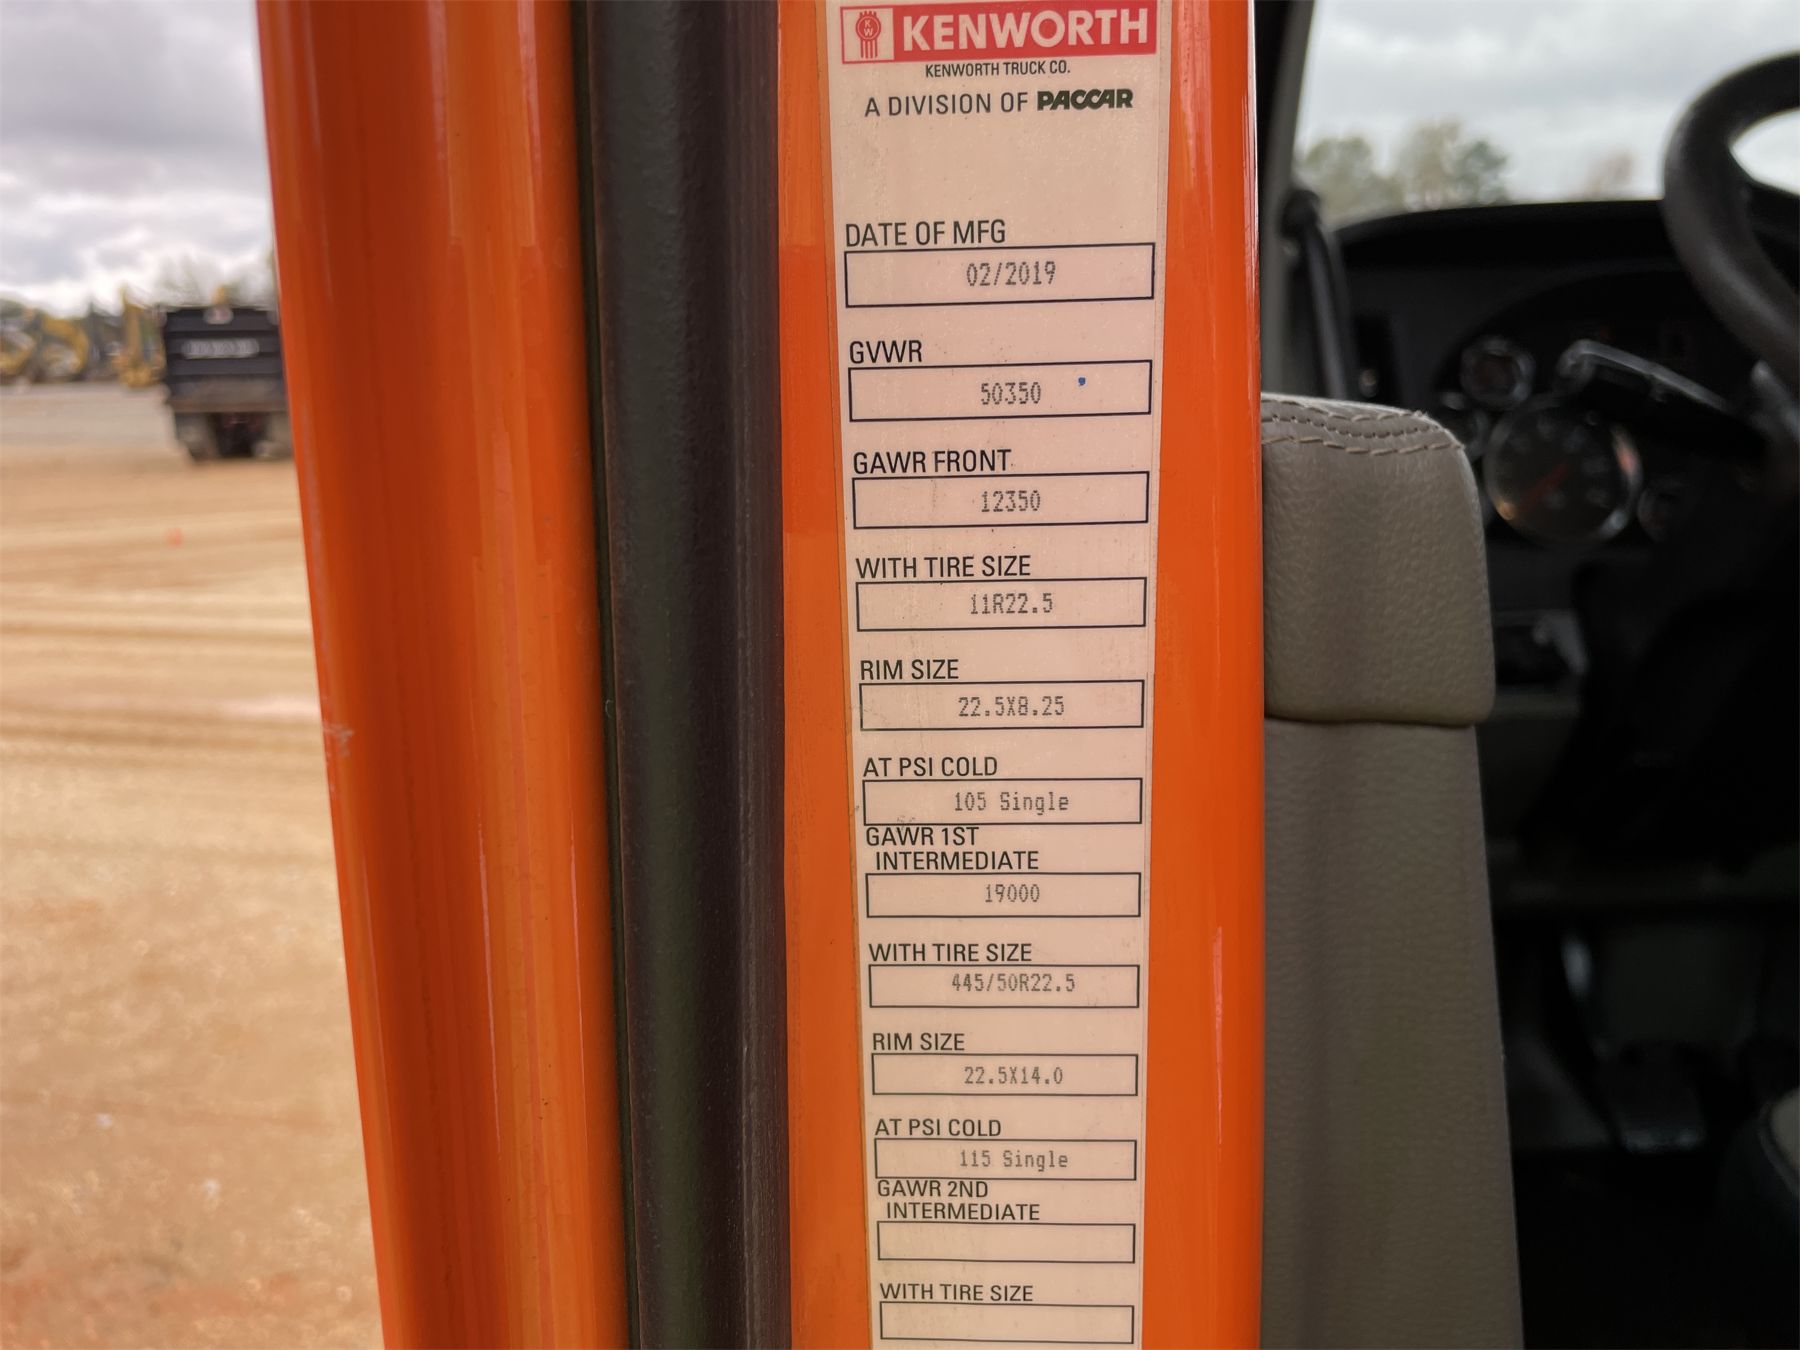 KW KENWORTH
KENWORTH TRUCK CO.
A DIVISION OF PACCAR
DATE OF MFG
02/2019
GVWR
50350
GAWR FRONT
12350
WITH TIRE SIZE
11R22.5
RIM SIZE
22.5X8.25
AT PSI COLD
105 Single
GAWR 1ST
INTERMEDIATE
19000
WITH TIRE SIZE
445/50R22.5
RIM SIZE
22.5X14.0
AT PSI COLD
115 Single
GAWR 2ND
INTERMEDIATE
WITH TIRE SIZE